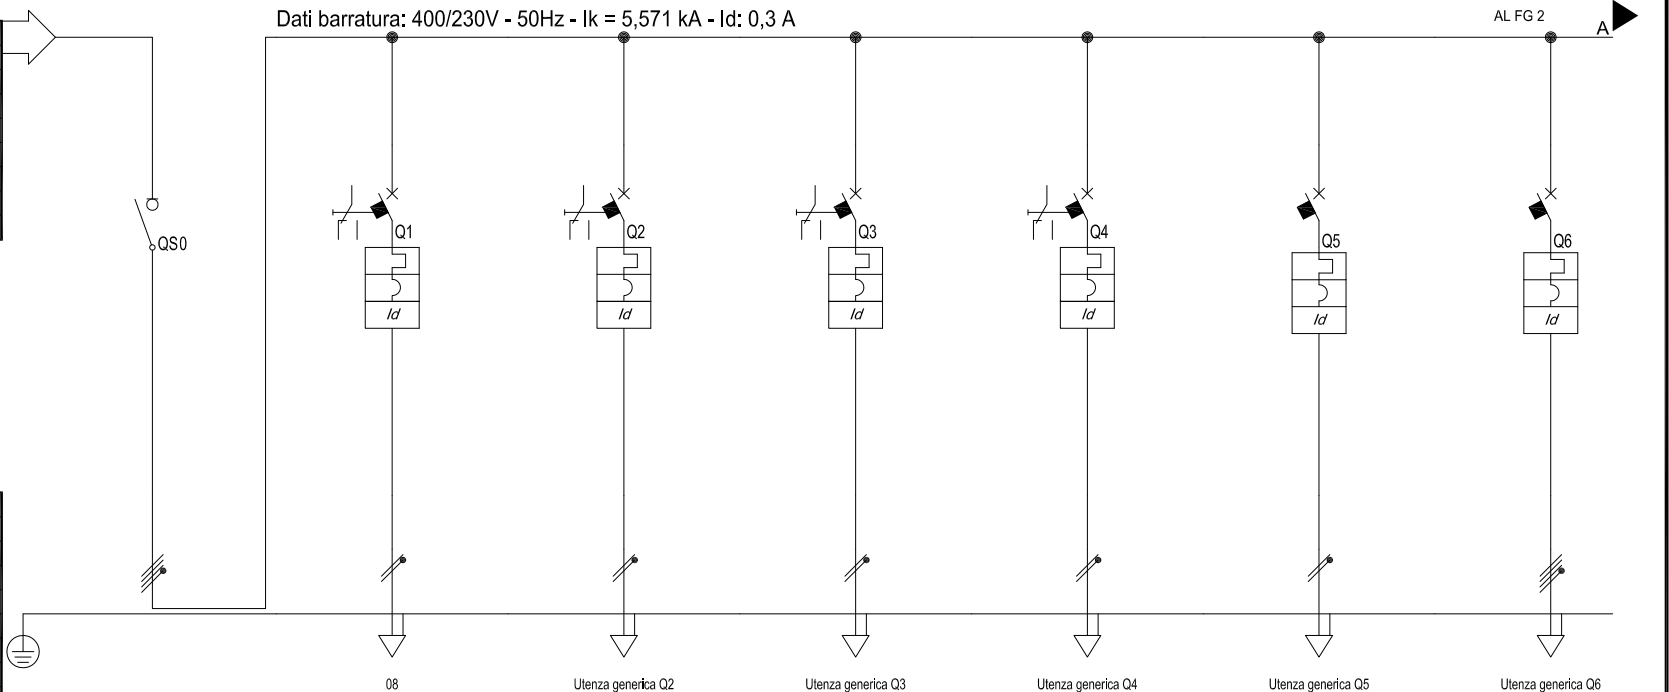 Dati barratura: 400/230V - 50Hz - Ik = 5,571 kA - Id: 0,3 A
AL FG 2
A
QS0
Q1
Q2
Q3
Q4
Q5
Q6
Id
Id
Id
Id
Id
Id
08
Utenza generica Q2
Utenza generica Q3
Utenza generica Q4
Utenza generica Q5
Utenza generica Q6